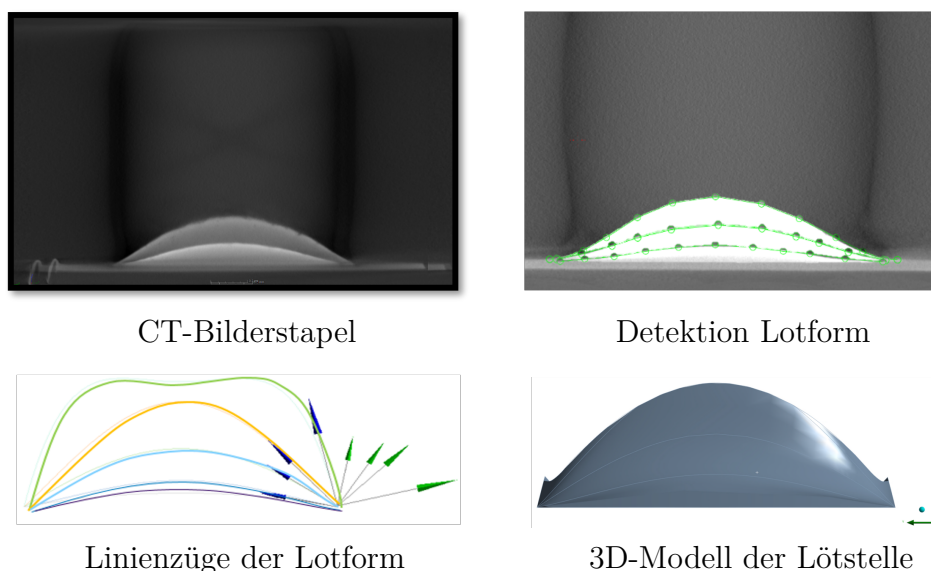 CT-Bilderstapel
Detektion Lotform
Linienzüge der Lotform
3D-Modell der Lötstelle